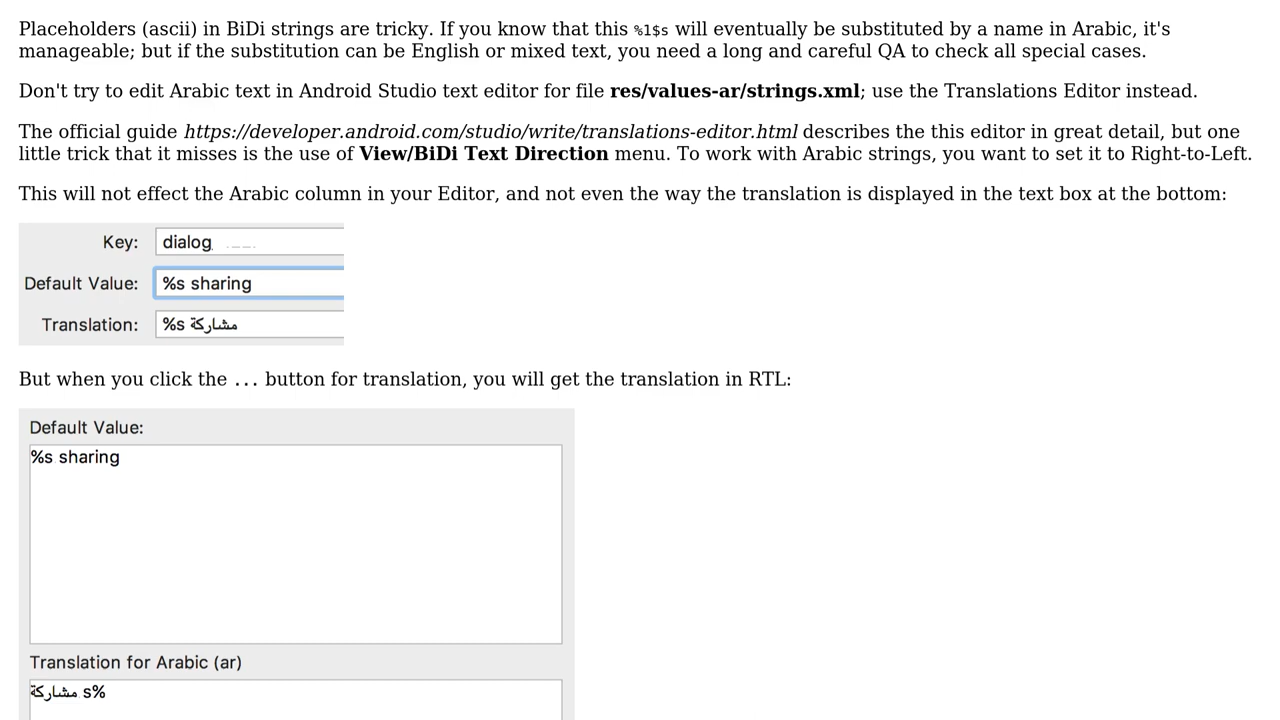 Placeholders (ascii) in BiDi strings are tricky. If you know that this %1$s will eventually be substituted by a name in Arabic, it's
manageable; but if the substitution can be English or mixed text, you need a long and careful QA to check all special cases.
Don't try to edit Arabic text in Android Studio text editor for file res/values-ar/strings.xml; use the Translations Editor instead.
The official guide https://developer.android.com/studio/write/translations-editor.html describes the this editor in great detail, but one
little trick that it misses is the use of View/BiDi Text Direction menu. To work with Arabic strings, you want to set it to Right-to-Left.
This will not effect the Arabic column in your Editor, and not even the way the translation is displayed in the text box at the bottom:
Key: dialog
Default Value: %s sharing
Translation: %s مشاركة
But when you click the ... button for translation, you will get the translation in RTL:
Default Value:
%s sharing
Translation for Arabic (ar)
مشاركة s%